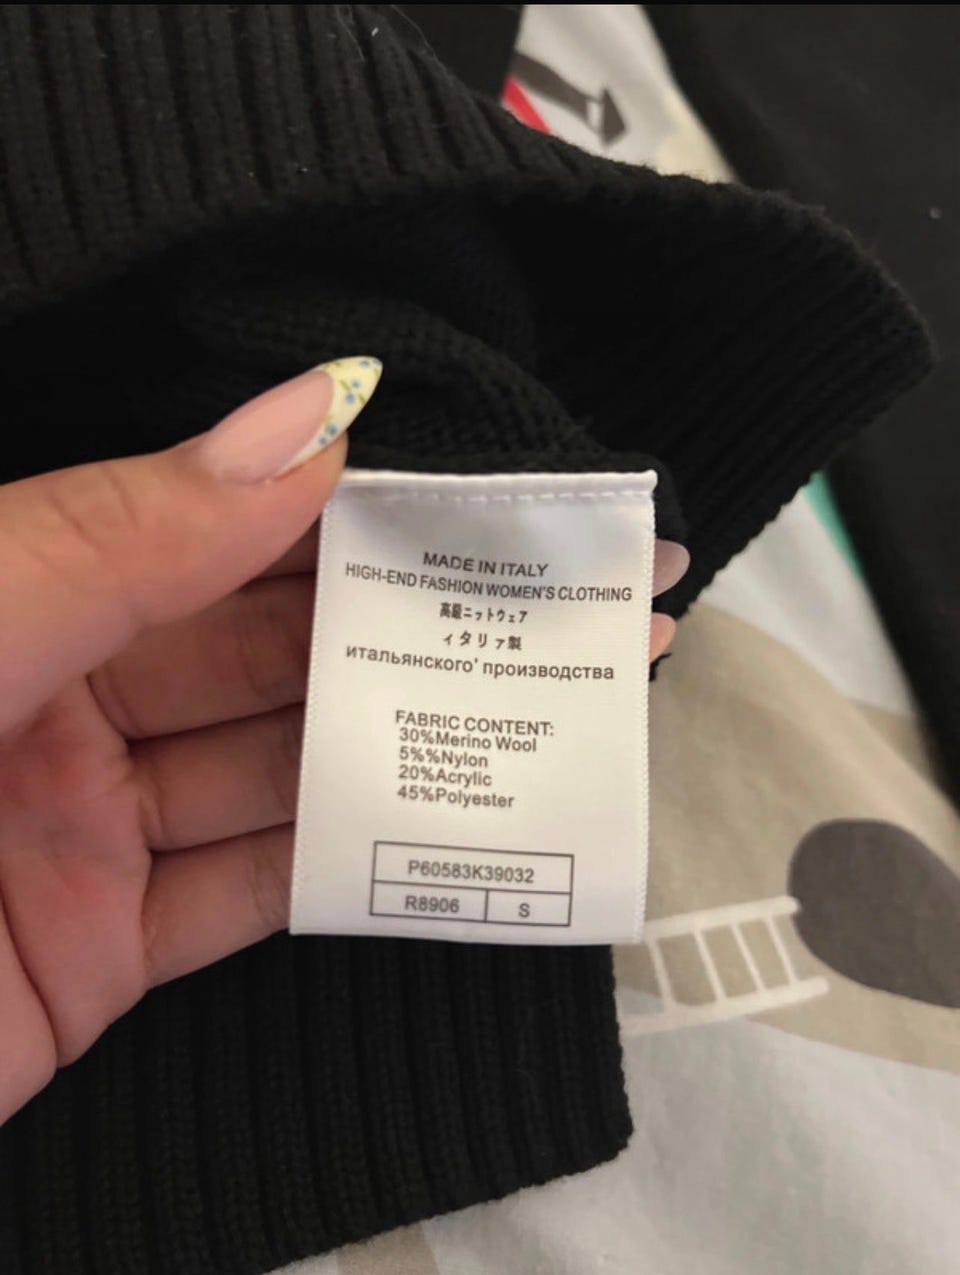 MADE IN ITALY
HIGH-END FASHION WOMEN'S CLOTHING
高級ニットウェア
ィタリァ製
итальянского' производства
FABRIC CONTENT:
30%Merino Wool
5%%Nylon
20%Acrylic
45%Polyester
P60583K39032
R8906 S